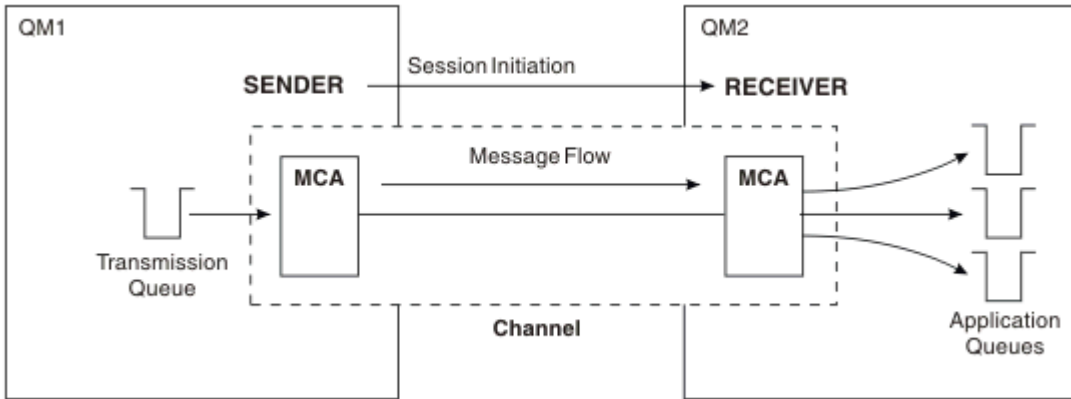 QM1
QM2
Session Initiation
SENDER
RECEIVER
Message Flow
MCA
MCA
Transmission
Queue
Channel
Application
Queues